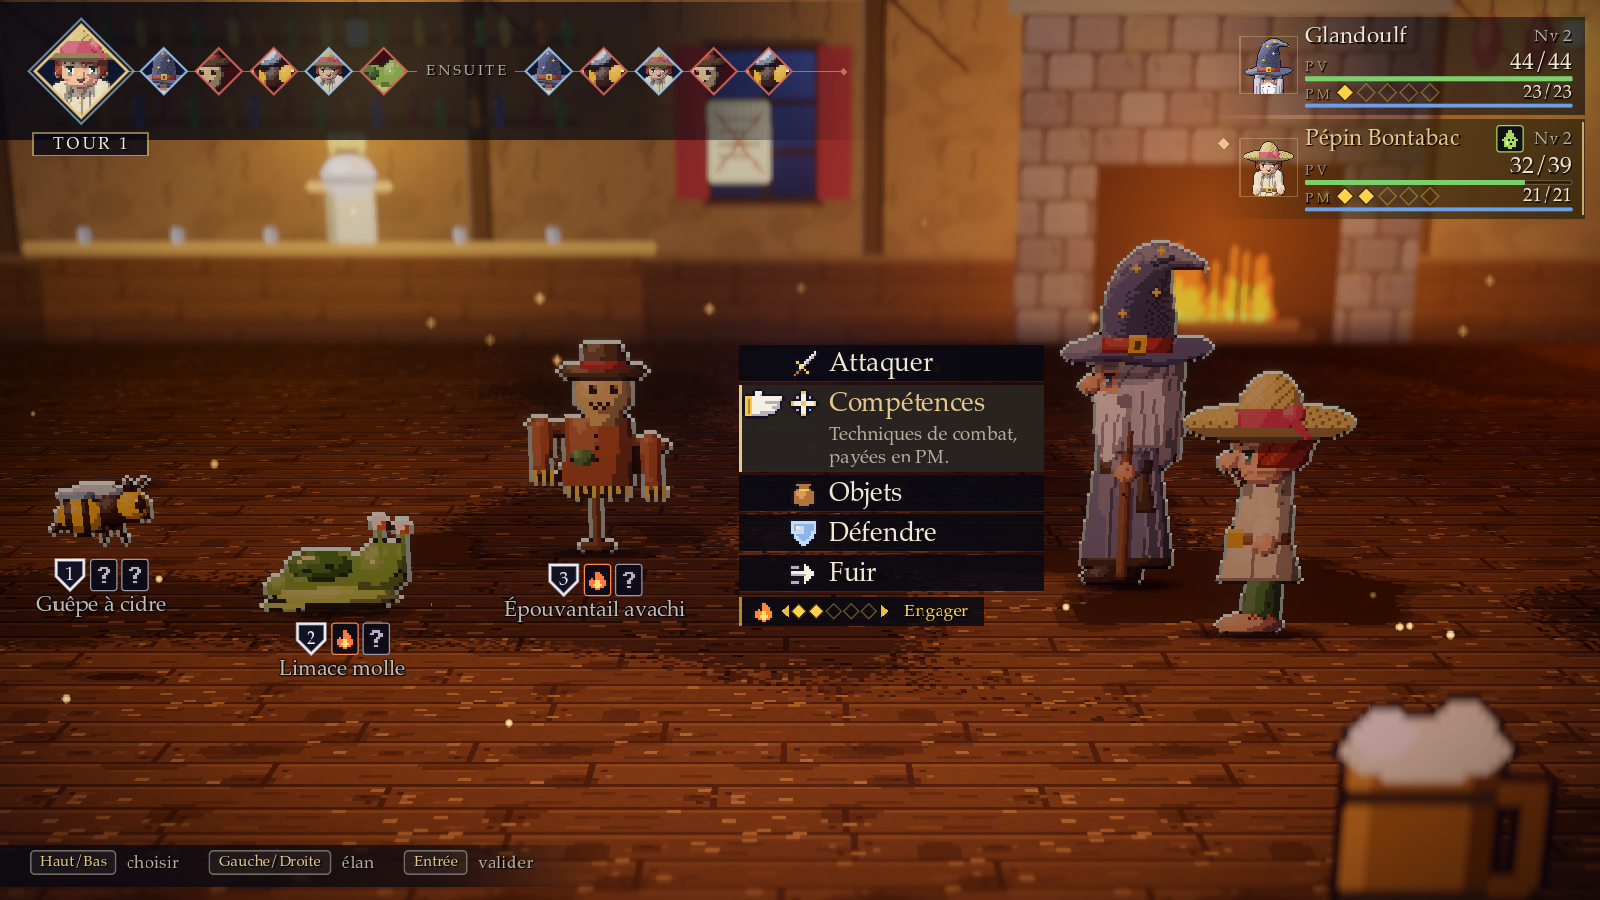 ENSUITE
TOUR 1
Glandoulf Nv 2
PV 44/44
PM 23/23
Pépin Bontabac Nv 2
PV 32/39
PM 21/21
Attaquer
Compétences
Techniques de combat,
payées en PM.
Objets
Défendre
Fuir
Engager
1 ? ?
Guêpe à cidre
2 ?
Limace molle
3 ?
Épouvantail avachi
Haut/Bas choisir Gauche/Droite élan Entrée valider